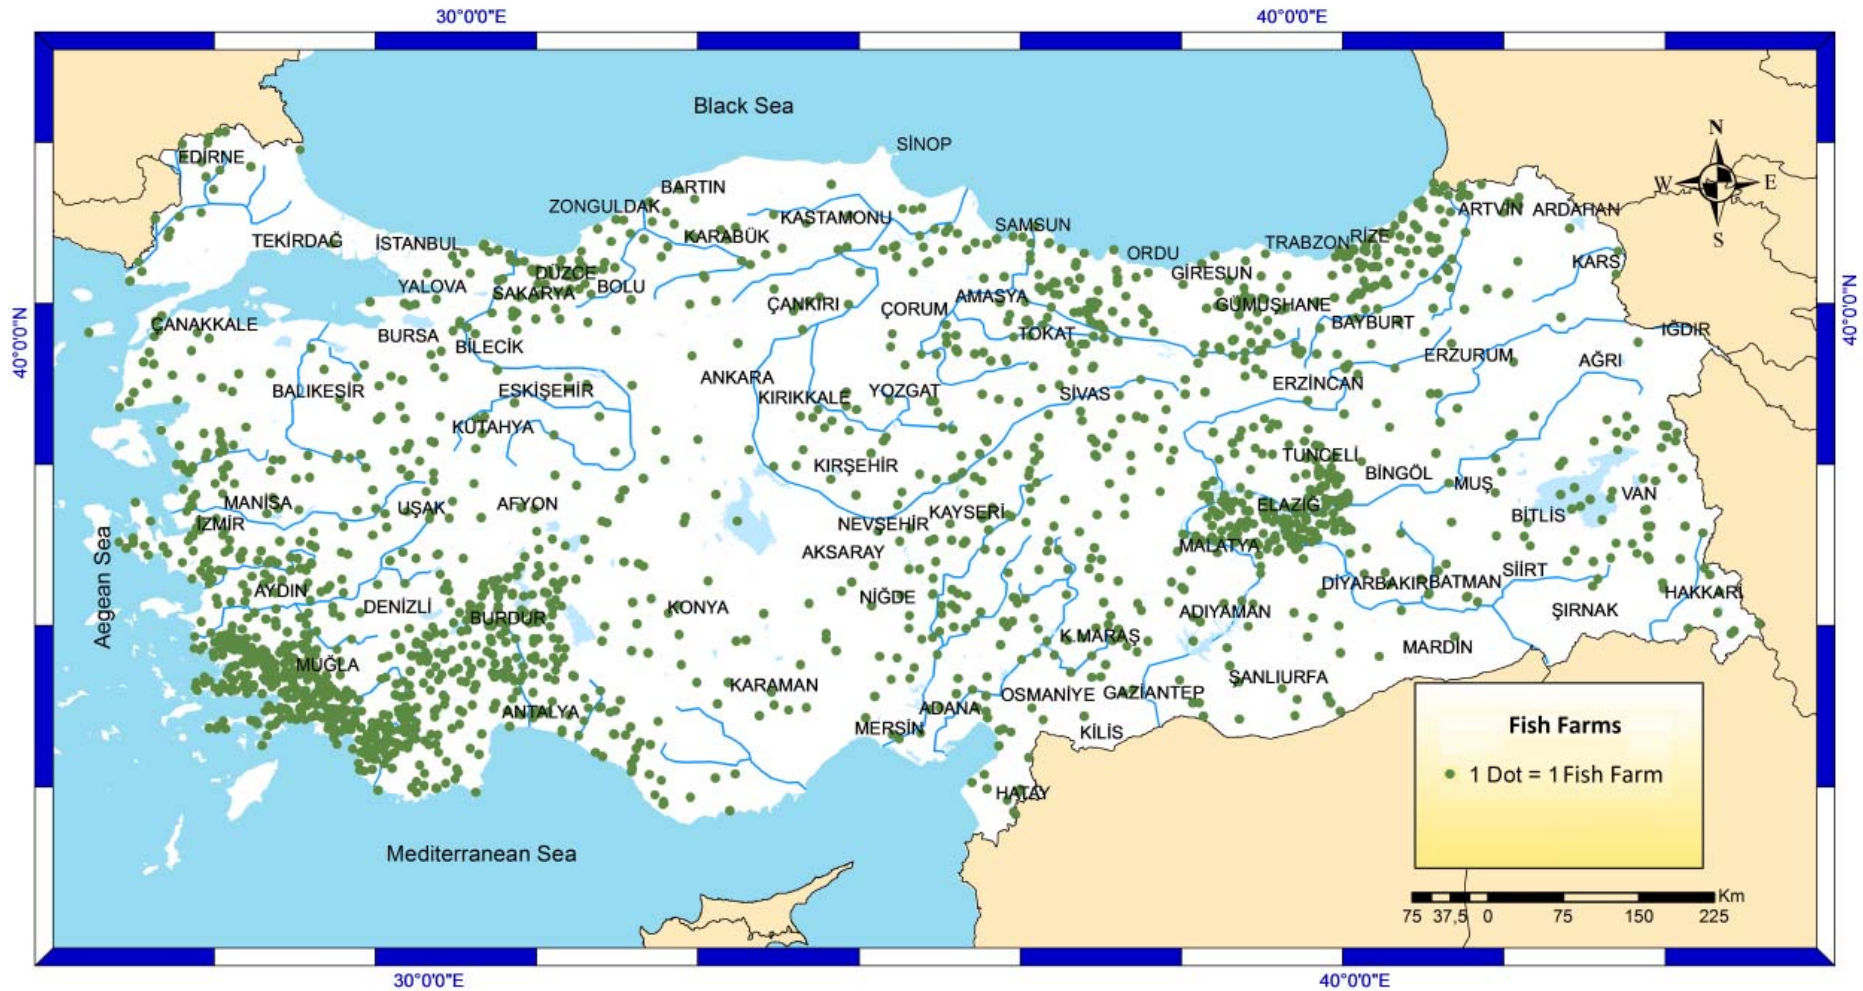 30°0'0"E
40°0'0"E
Black Sea
SİNOP
N
W
E
S
EDİRNE
BARTIN
ZONGULDAK
KASTAMONU
ARTVİN
ARDAHAN
TEKİRDAĞ
İSTANBUL
KARABÜK
SAMSUN
ORDU
TRABZON
RİZE
YALOVA
DÜZCE
SAKARYA
BOLU
GİRESUN
KARS
ÇANKIRI
ÇORUM
AMASYA
GÜMÜŞHANE
40°0'0"N
40°0'0"N
ÇANAKKALE
BURSA
BİLECİK
TOKAT
BAYBURT
IĞDIR
ERZURUM
AĞRI
BALIKESİR
ESKİŞEHİR
ANKARA
KIRIKKALE
YOZGAT
SİVAS
ERZİNCAN
KÜTAHYA
KIRŞEHİR
TUNCELİ
BİNGÖL
MUŞ
VAN
MANİSA
İZMİR
UŞAK
AFYON
NEVŞEHİR
KAYSERİ
ELAZIĞ
BİTLİS
AKSARAY
MALATYA
Aegean Sea
AYDIN
DENİZLİ
BURDUR
KONYA
NİĞDE
ADIYAMAN
DİYARBAKIR
BATMAN
SİİRT
ŞIRNAK
HAKKARİ
MUĞLA
K.MARAŞ
MARDİN
KARAMAN
OSMANİYE
GAZİANTEP
ŞANLIURFA
ANTALYA
MERSİN
ADANA
KİLİS
HATAY
Mediterranean Sea
Fish Farms
1 Dot = 1 Fish Farm
Km
75 37,5 0 75 150 225
30°0'0"E
40°0'0"E